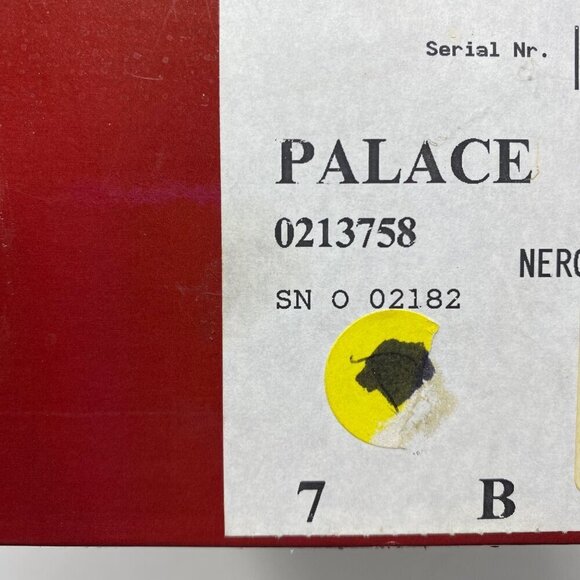 Serial Nr.
PALACE
0213758
NERO
SN O 02182
7 B